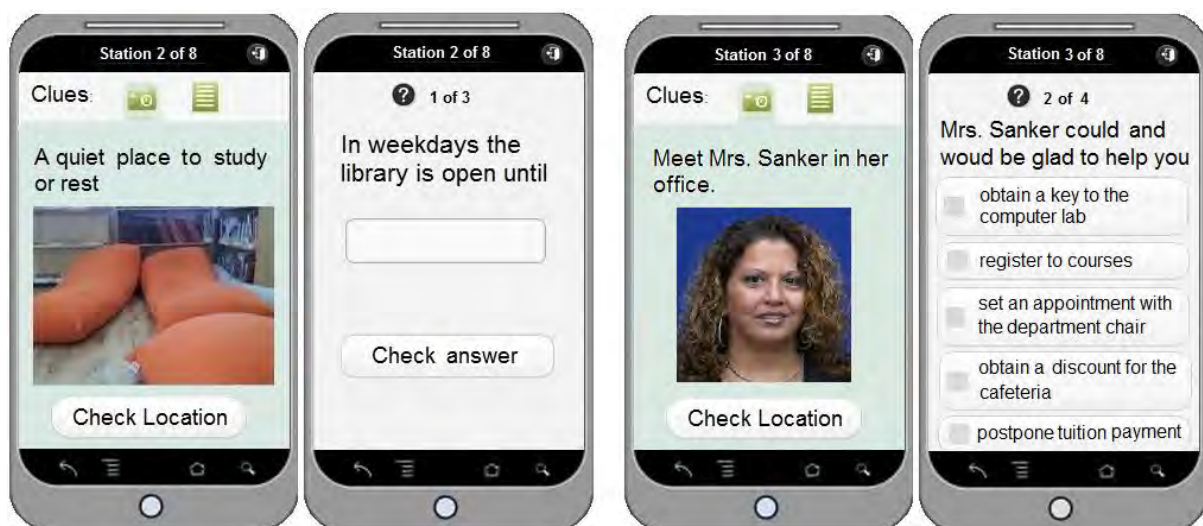 Station 2 of 8
Clues:
A quiet place to study
or rest
Check Location
Station 2 of 8
? 1 of 3
In weekdays the
library is open until
Check answer
Station 3 of 8
Clues:
Meet Mrs. Sanker in her
office.
Check Location
Station 3 of 8
? 2 of 4
Mrs. Sanker could and
woud be glad to help you
obtain a key to the
computer lab
register to courses
set an appointment with
the department chair
obtain a discount for the
cafeteria
postpone tuition payment